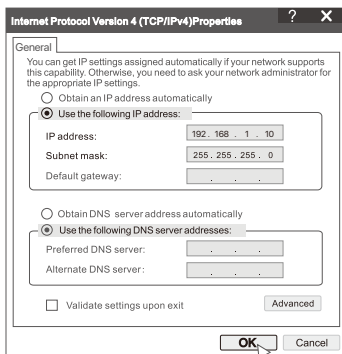 Internet Protocol Version 4 (TCP/IPv4)Properties ? X
General
You can get IP settings assigned automatically if your network supports
this capability. Otherwise, you need to ask your network administrator for
the appropriate IP settings.
Obtain an IP address automatically
Use the following IP address:
IP address: 192 . 168 . 1 . 10
Subnet mask: 255 . 255 . 255 . 0
Default gateway: . . .
Obtain DNS server address automatically
Use the following DNS server addresses:
Preferred DNS server: . . .
Alternate DNS server: . . .
Validate settings upon exit Advanced
OK Cancel